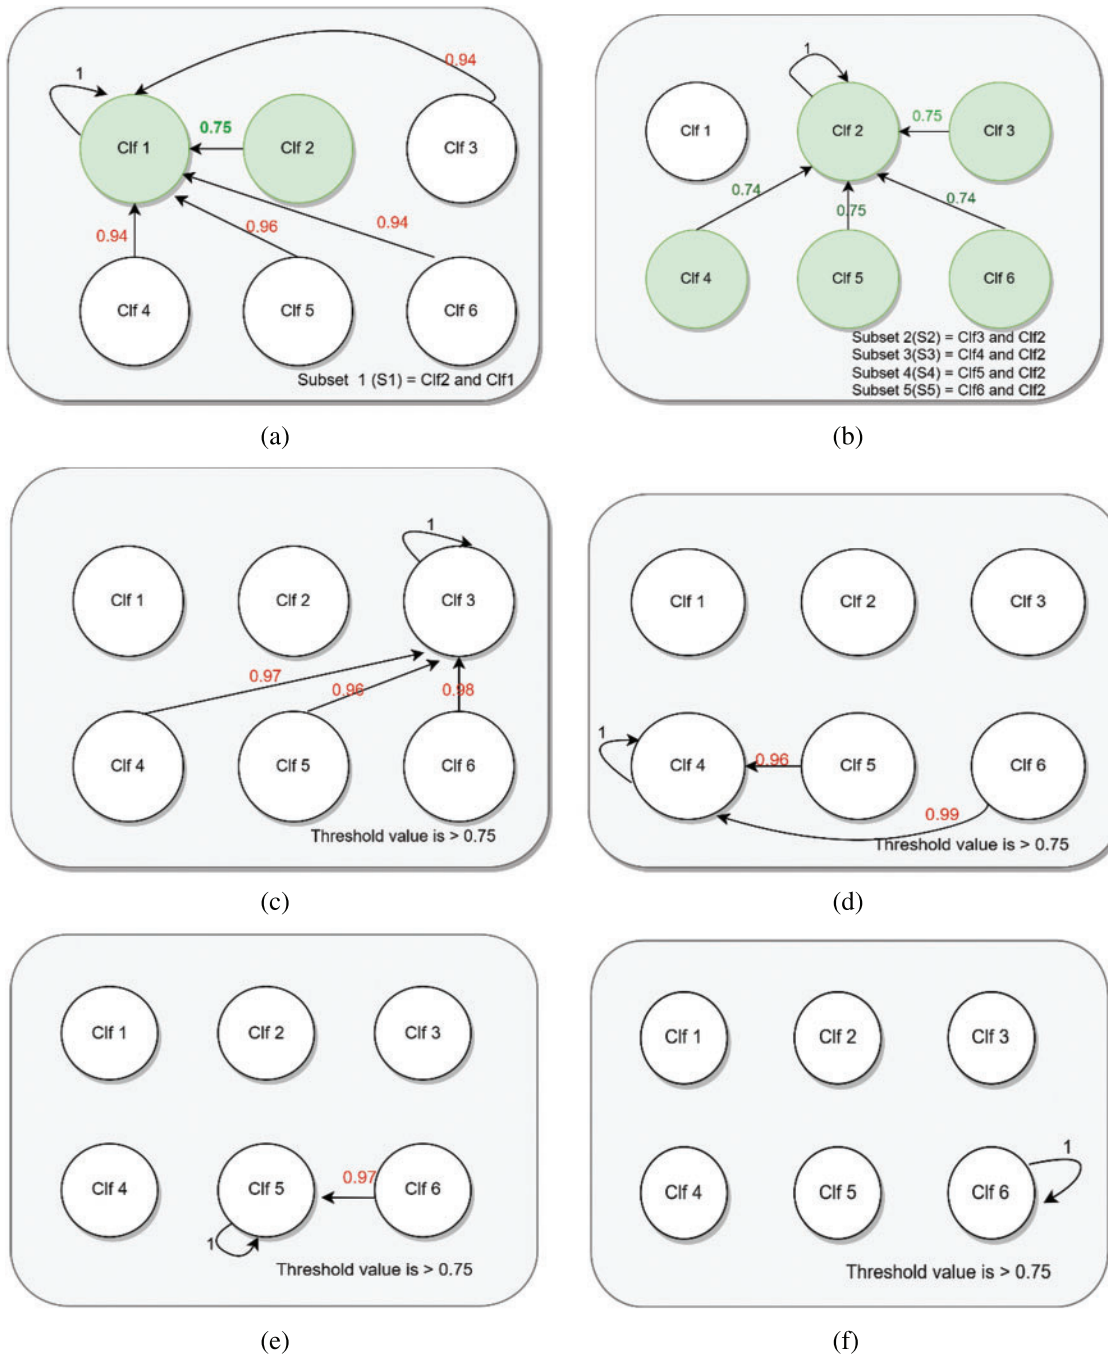 1
0.94
0.75
Clf 1
Clf 2
Clf 3
0.94
0.96
0.94
Clf 4
Clf 5
Clf 6
Subset 1 (S1) = Clf2 and Clf1
(a)
1
Clf 1
Clf 2
0.75
Clf 3
0.74
0.75
0.74
Clf 4
Clf 5
Clf 6
Subset 2(S2) = Clf3 and Clf2
Subset 3(S3) = Clf4 and Clf2
Subset 4(S4) = Clf5 and Clf2
Subset 5(S5) = Clf6 and Clf2
(b)
1
Clf 1
Clf 2
Clf 3
0.97
0.96
0.98
Clf 4
Clf 5
Clf 6
Threshold value is > 0.75
(c)
Clf 1
Clf 2
Clf 3
1
Clf 4
0.96
Clf 5
Clf 6
0.99
Threshold value is > 0.75
(d)
Clf 1
Clf 2
Clf 3
Clf 4
Clf 5
0.97
Clf 6
1
Threshold value is > 0.75
(e)
Clf 1
Clf 2
Clf 3
1
Clf 4
Clf 5
Clf 6
Threshold value is > 0.75
(f)